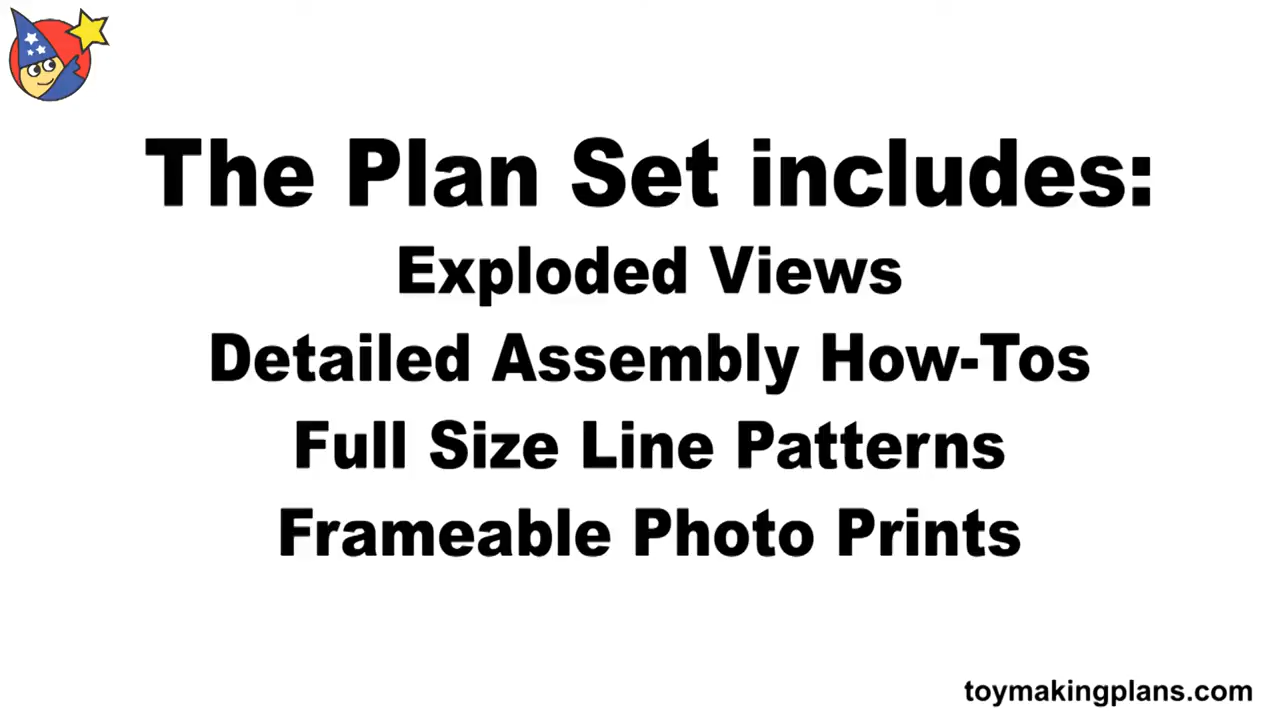 The Plan Set includes:
Exploded Views
Detailed Assembly How-Tos
Full Size Line Patterns
Frameable Photo Prints
toymakingplans.com